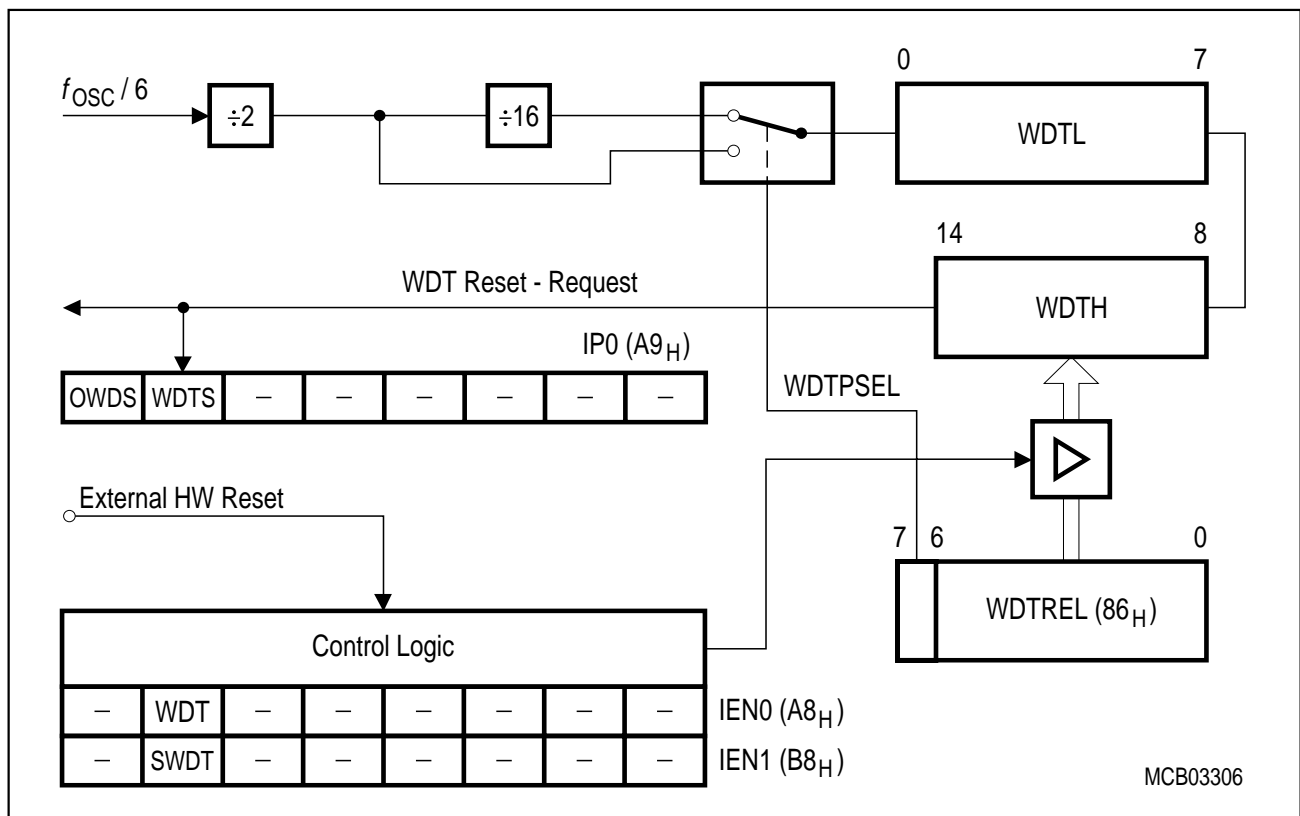 0 7
fOSC / 6
÷2 ÷16 WDTL
14 8
WDT Reset - Request
WDTH
IP0 (A9H)
OWDS WDTS – – – – – –
WDTPSEL
External HW Reset
7 6 0
WDTREL (86H)
Control Logic
– WDT – – – – – – IEN0 (A8H)
– SWDT – – – – – – IEN1 (B8H)
MCB03306